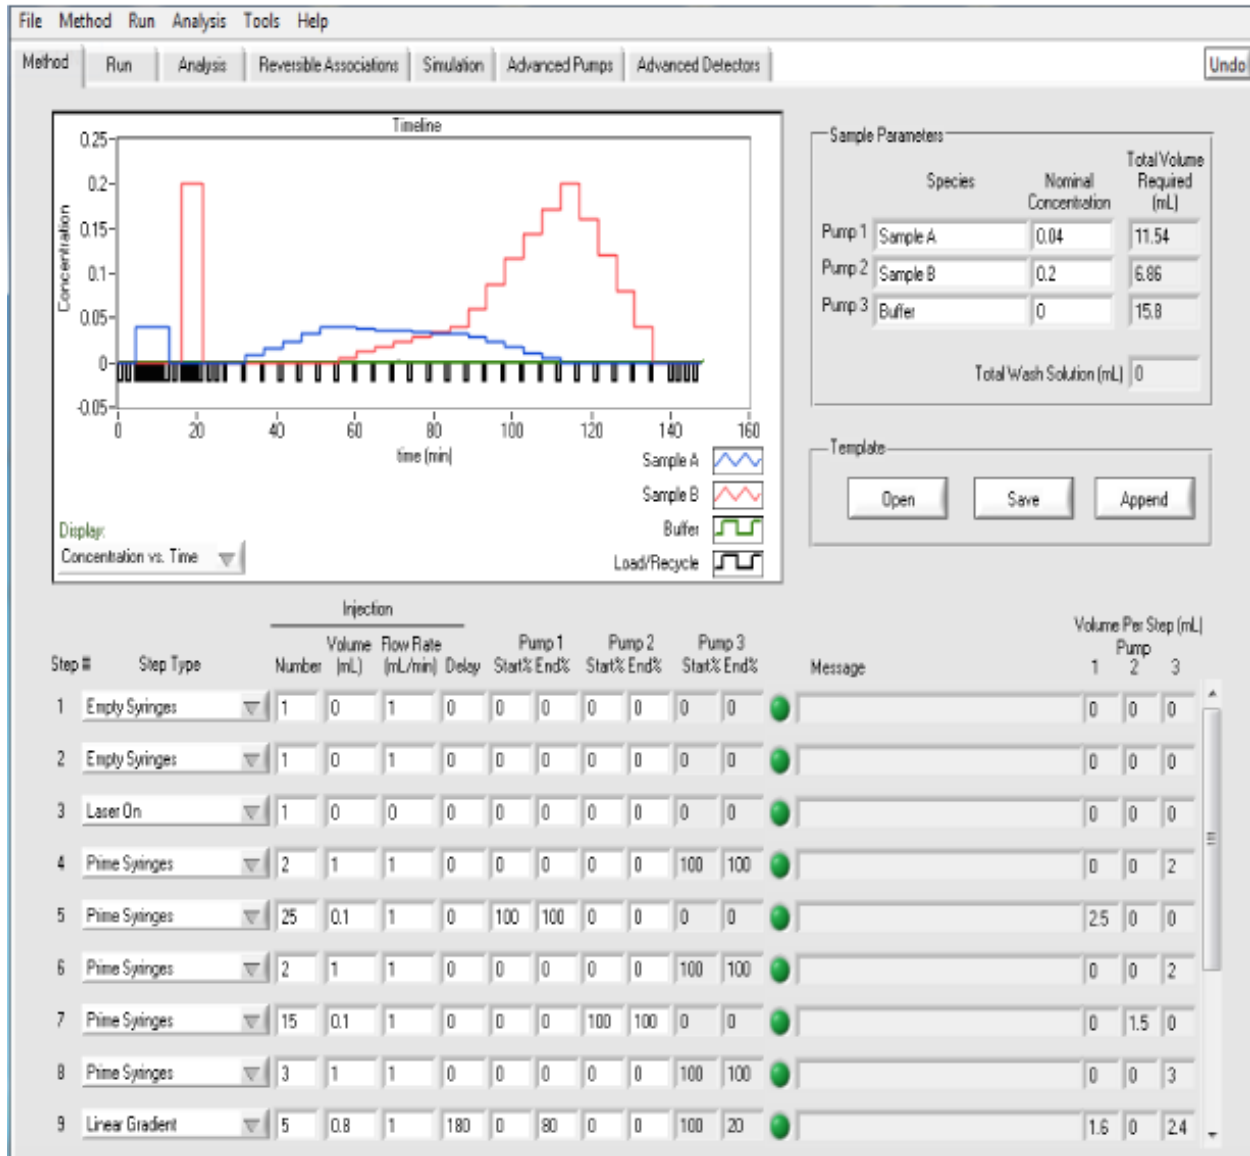 File Method Run Analysis Tools Help
Method Run Analysis Reversible Associations Simulation Advanced Pumps Advanced Detectors Undo
Timeline
Concentration
0.25
0.2
0.15
0.1
0.05
0
-0.05
0 20 40 60 80 100 120 140 160
time (min)
Sample A
Sample B
Buffer
Load/Recycle
Display:
Concentration vs. Time
Sample Parameters
Species Nominal Concentration Total Volume Required (mL)
Pump 1 Sample A 0.04 11.54
Pump 2 Sample B 0.2 6.86
Pump 3 Buffer 0 15.8
Total Wash Solution (mL) 0
Template
Open Save Append
Injection
Volume Per Step (mL)
Volume Flow Rate Pump 1 Pump 2 Pump 3 Pump
Step # Step Type Number (mL) (mL/min) Delay Start% End% Start% End% Start% End% Message 1 2 3
1 Empty Syringes 1 0 1 0 0 0 0 0 0 0 0 0 0
2 Empty Syringes 1 0 1 0 0 0 0 0 0 0 0 0 0
3 Laser On 1 0 0 0 0 0 0 0 0 0 0 0 0
4 Prime Syringes 2 1 1 0 0 0 0 0 100 100 0 0 2
5 Prime Syringes 25 0.1 1 0 100 100 0 0 0 0 2.5 0 0
6 Prime Syringes 2 1 1 0 0 0 0 0 100 100 0 0 2
7 Prime Syringes 15 0.1 1 0 0 0 100 100 0 0 0 1.5 0
8 Prime Syringes 3 1 1 0 0 0 0 0 100 100 0 0 3
9 Linear Gradient 5 0.8 1 180 0 80 0 0 100 20 1.6 0 2.4